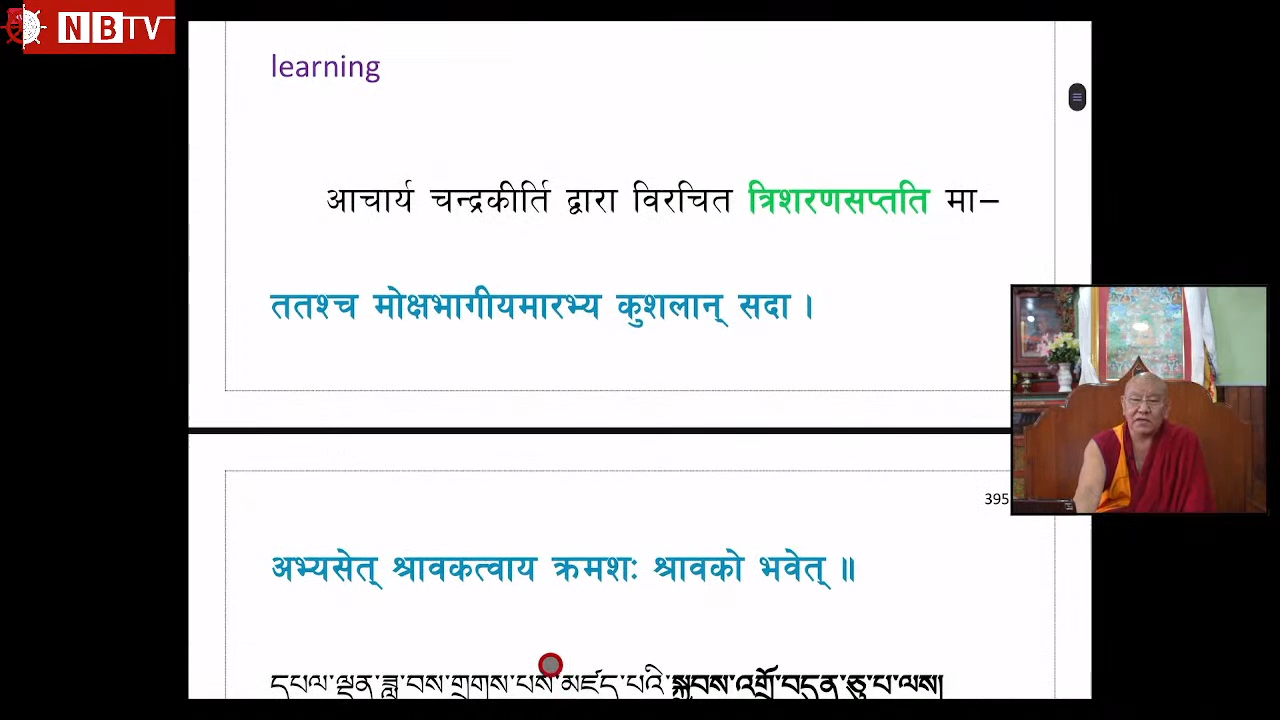 NBTV
learning
आचार्य चन्द्रकीर्ति द्वारा विरचित त्रिशरणसप्तति मा–
ततश्च मोक्षभागीयमारभ्य कुशलान् सदा ।
395
अभ्यसेत् श्रावकत्वाय क्रमशः श्रावको भवेत् ॥
དཔལ་ལྡན་ཟླ་བས་གྲགས་པས་མཛད་པའི་སྐྱབས་འགྲོ་བདུན་ཅུ་པ་ལས།